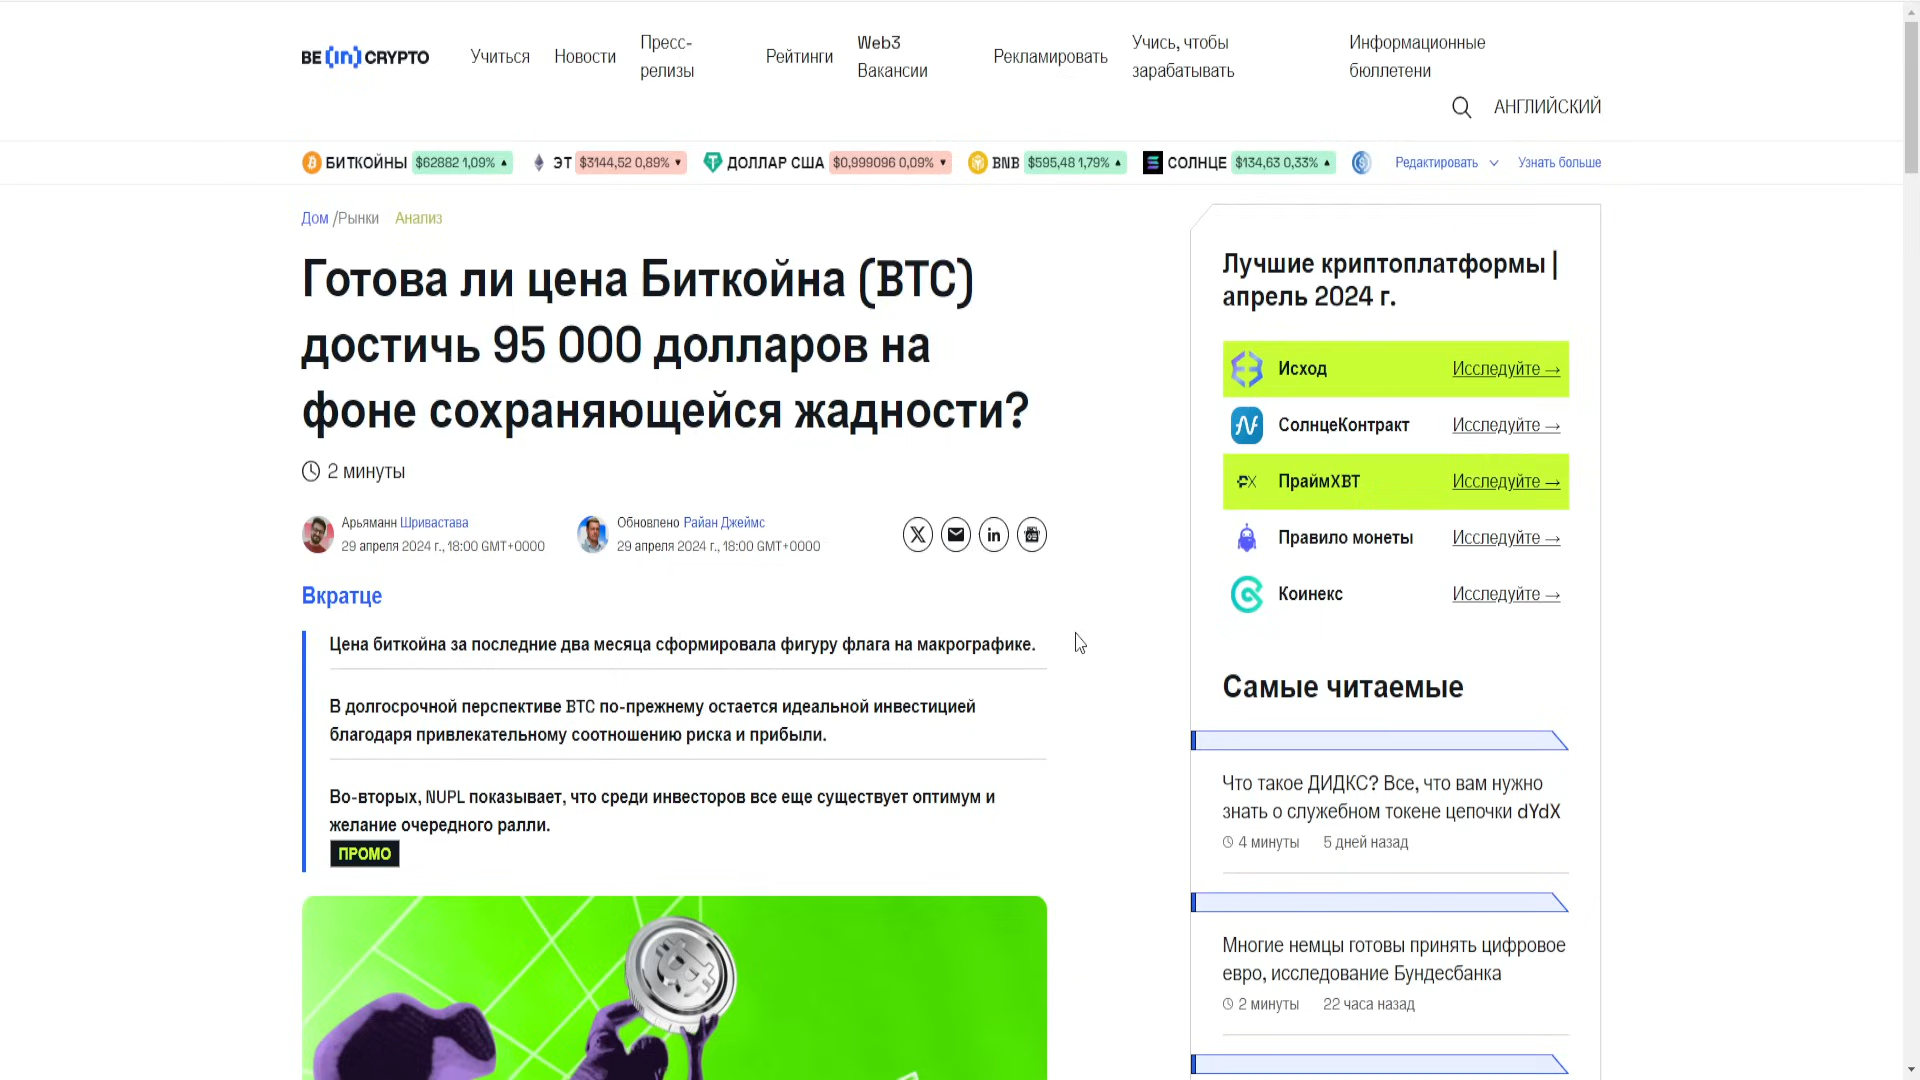 BE[in]CRYPTO
Учиться
Новости
Пресс-
релизы
Рейтинги
Web3
Вакансии
Рекламировать
Учись, чтобы
зарабатывать
Информационные
бюллетени
АНГЛИЙСКИЙ
БИТКОЙНЫ $62882 1,09% ▲
ЭТ $3144,52 0,89% ▼
ДОЛЛАР США $0,999096 0,09% ▼
BNB $595,48 1,79% ▲
СОЛНЦЕ $134,63 0,33% ▲
Редактировать
Узнать больше
Дом /Рынки Анализ
Готова ли цена Биткойна (BTC)
достичь 95 000 долларов на
фоне сохраняющейся жадности?
2 минуты
Арьяманн Шривастава
29 апреля 2024 г., 18:00 GMT+0000
Обновлено Райан Джеймс
29 апреля 2024 г., 18:00 GMT+0000
Вкратце
Цена биткойна за последние два месяца сформировала фигуру флага на макрографике.
В долгосрочной перспективе BTC по-прежнему остается идеальной инвестицией
благодаря привлекательному соотношению риска и прибыли.
Во-вторых, NUPL показывает, что среди инвесторов все еще существует оптимум и
желание очередного ралли.
ПРОМО
Лучшие криптоплатформы |
апрель 2024 г.
Исход Исследуйте →
СолнцеКонтракт Исследуйте →
ПраймХВТ Исследуйте →
Правило монеты Исследуйте →
Коинекс Исследуйте →
Самые читаемые
Что такое ДИДКС? Все, что вам нужно
знать о служебном токене цепочки dYdX
4 минуты 5 дней назад
Многие немцы готовы принять цифровое
евро, исследование Бундесбанка
2 минуты 22 часа назад